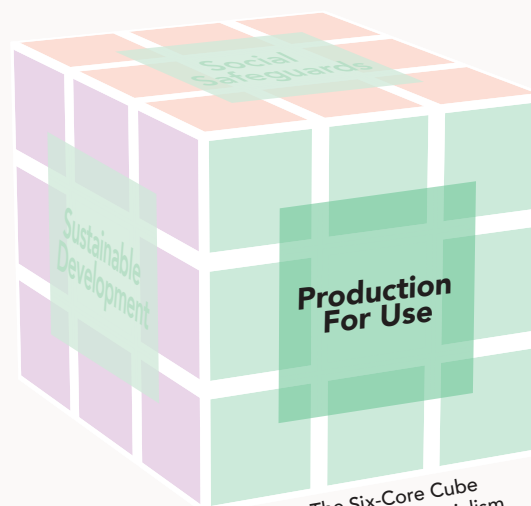 Social
Safeguards
Sustainable
Development
Production
For Use
The Six-Core Cube